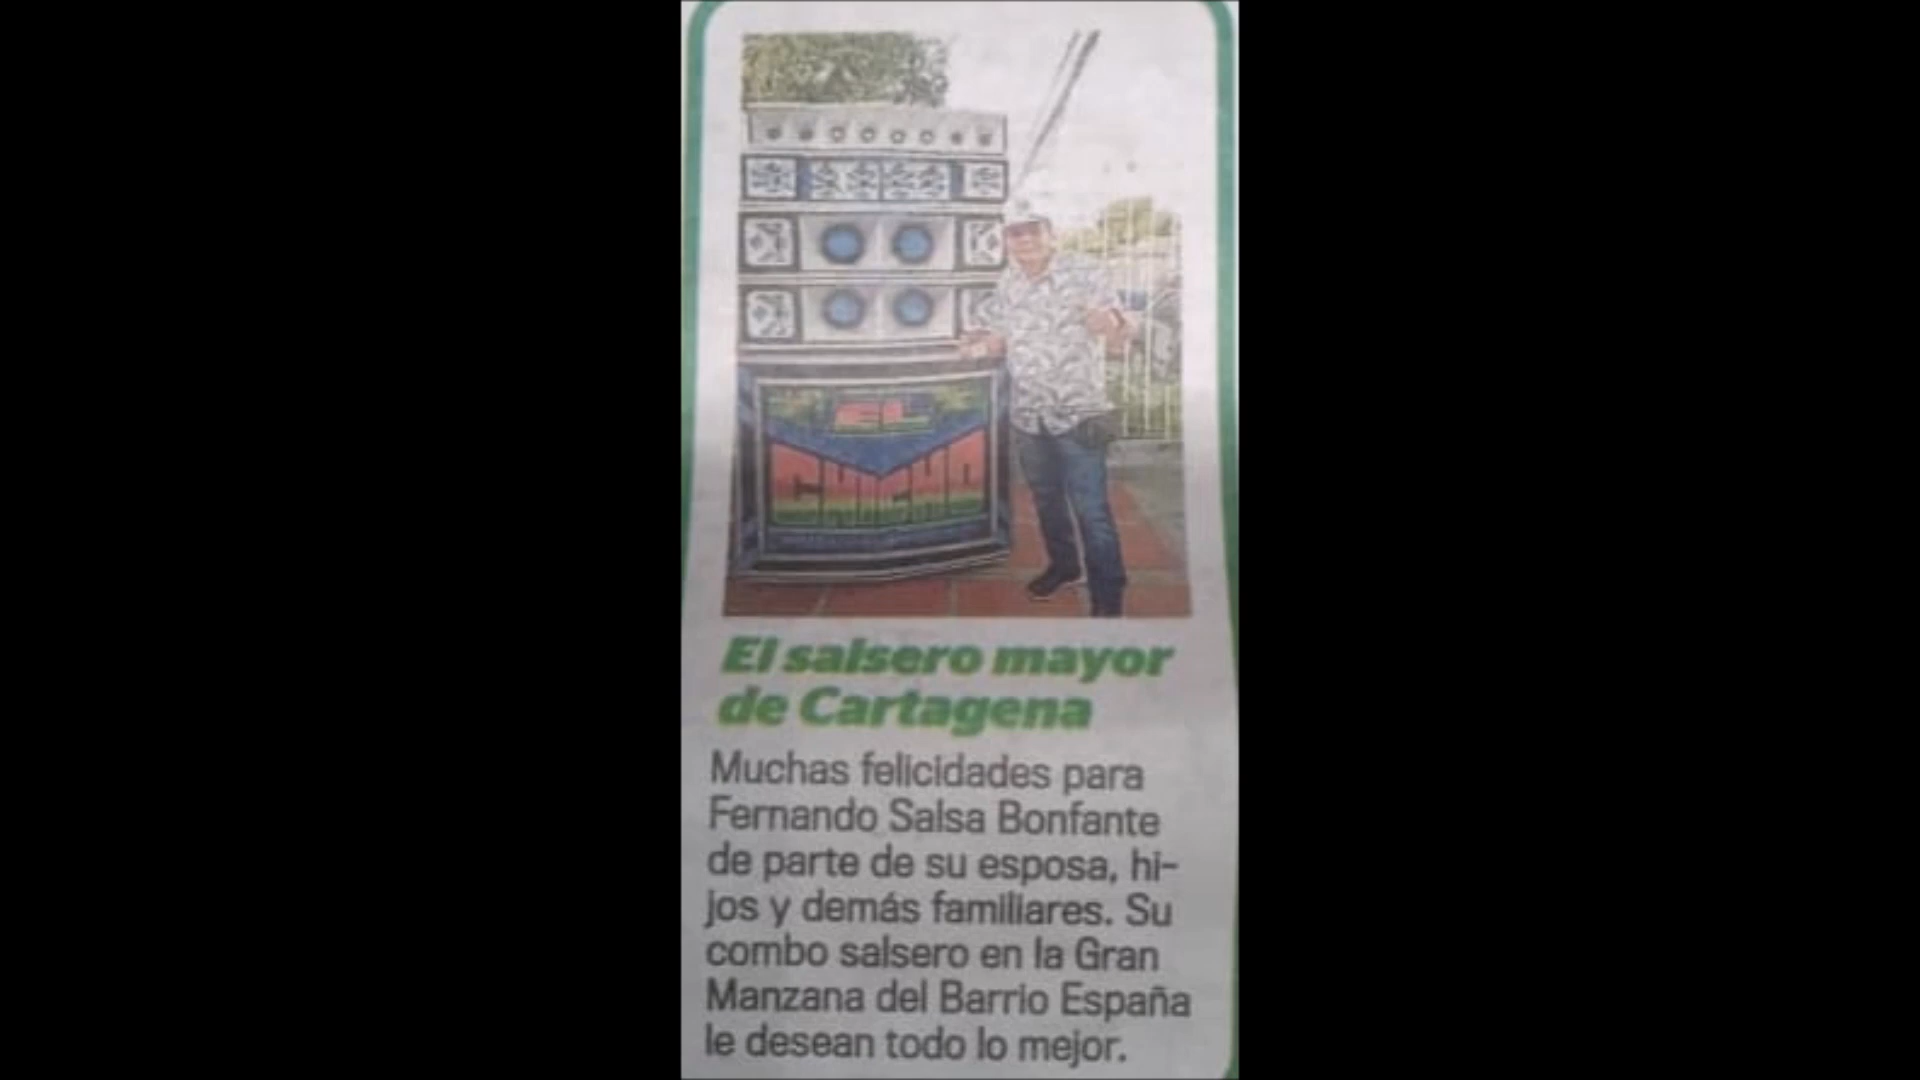 EL
El salsero mayor
de Cartagena
Muchas felicidades para
Fernando Salsa Bonfante
de parte de su esposa, hi-
jos y demás familiares. Su
combo salsero en la Gran
Manzana del Barrio España
le desean todo lo mejor.